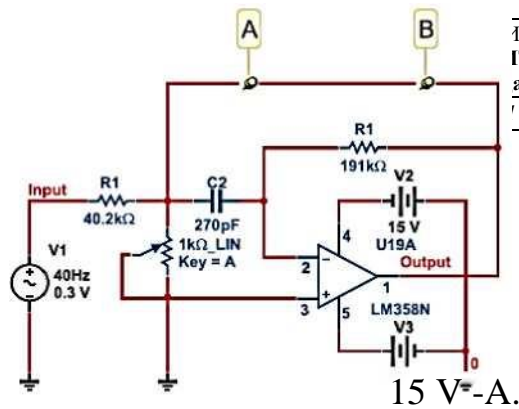 A
B
R1
191kΩ
V2
15 V
Input
R1
40.2kΩ
C2
270pF
4
U19A
V1
40Hz
0.3 V
1kΩ_LIN
Key = A
2
Output
1
3
5
LM358N
V3
0
15 V -A.